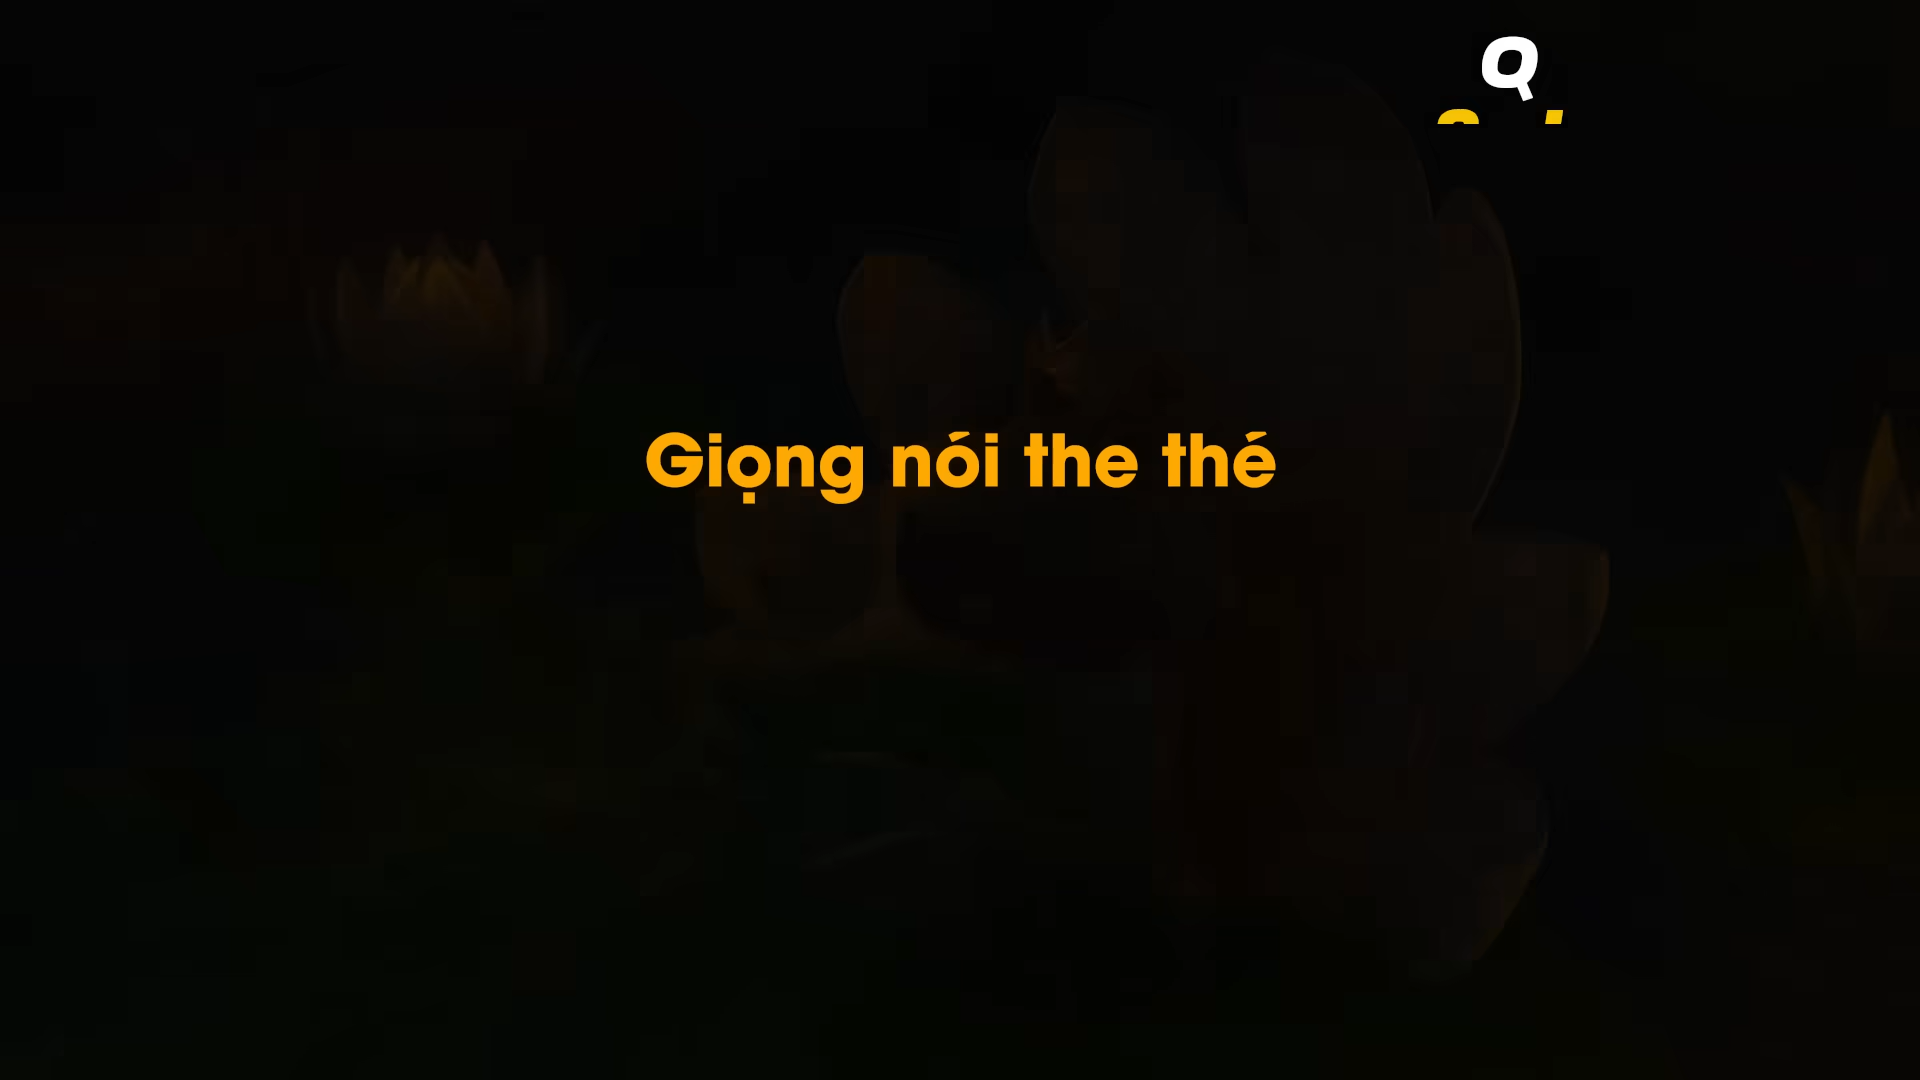 Q
Giọng nói the thé